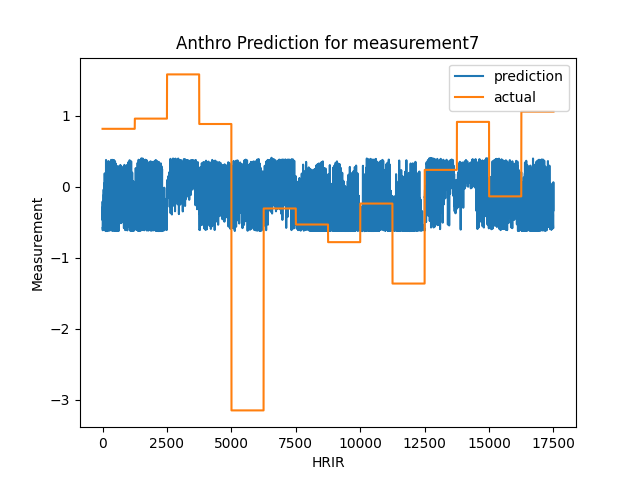 Anthro Prediction for measurement7
prediction
actual
Measurement
1
0
−1
−2
−3
0
2500
5000
7500
10000
12500
15000
17500
HRIR